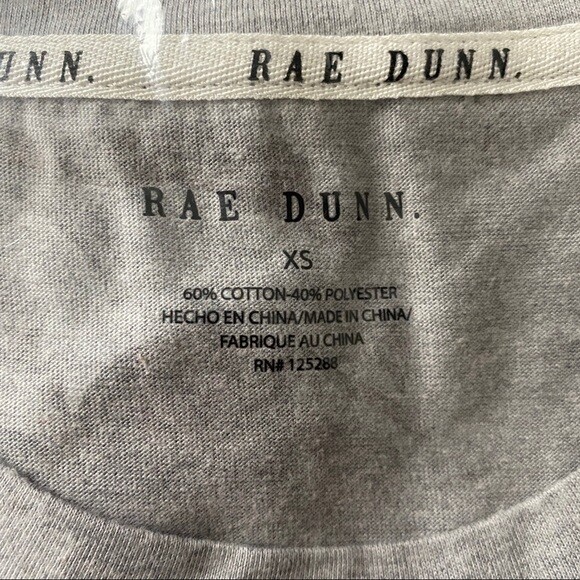 UNN. RAE DUNN.
RAE DUNN.
XS
60% COTTON-40% POLYESTER
HECHO EN CHINA/MADE IN CHINA/
FABRIQUE AU CHINA
RN# 125288